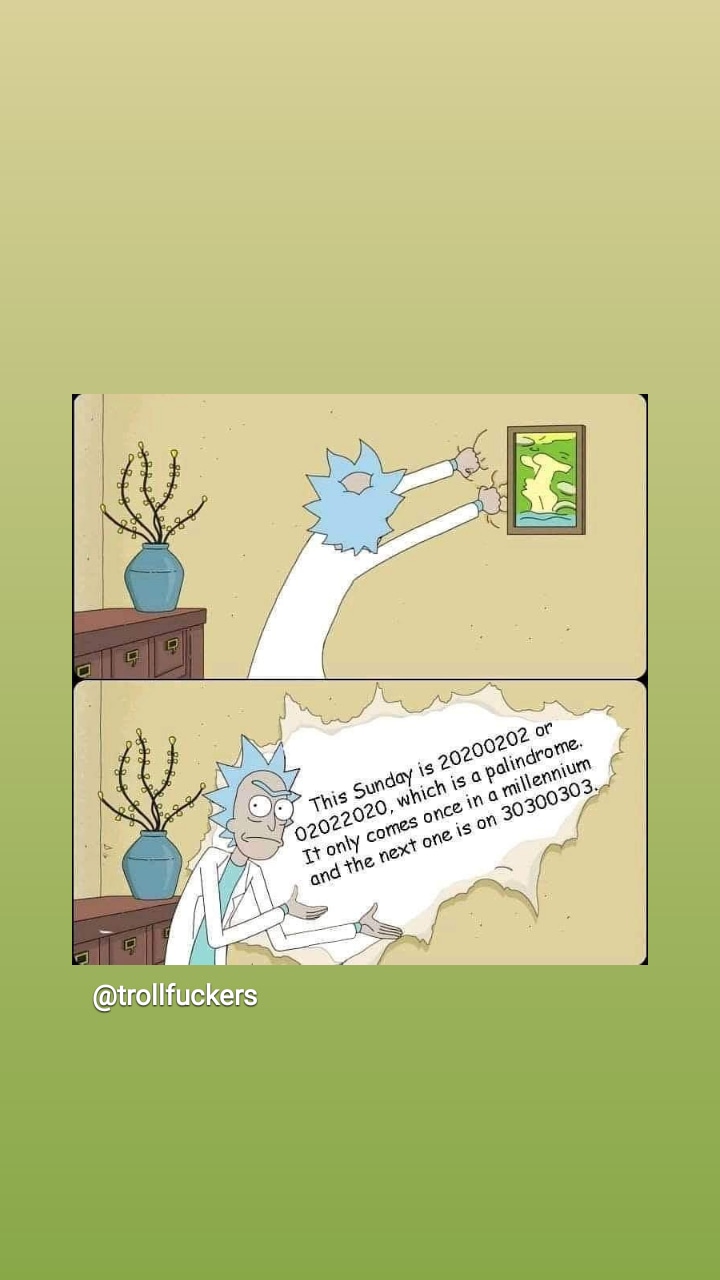 This Sunday is 20200202 or
02022020, which is a palindrome.
It only comes once in a millennium
and the next one is on 30300303.
@trollfuckers